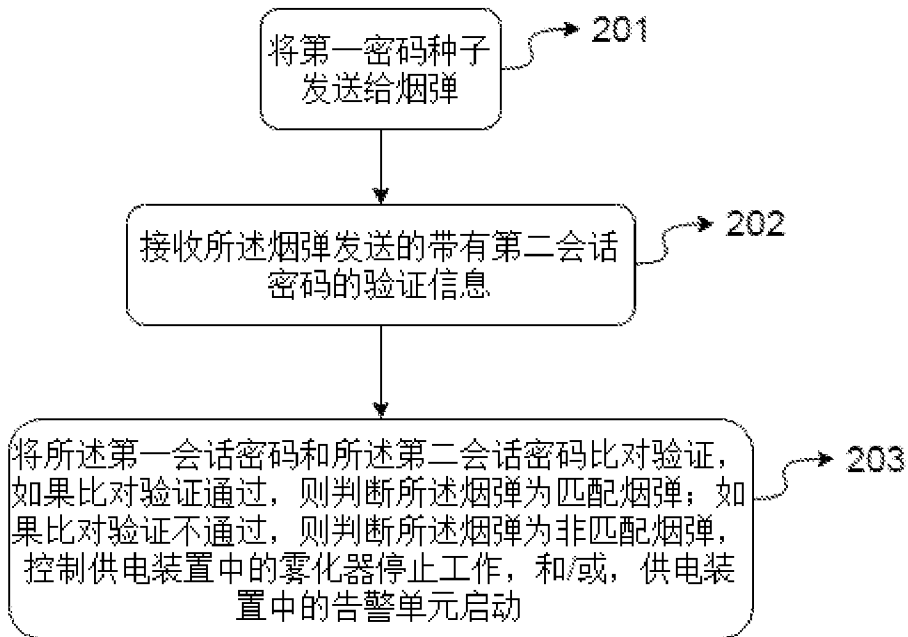 将第一密码种子
发送给烟弹
201
接收所述烟弹发送的带有第二会话
密码的验证信息
202
将所述第一会话密码和所述第二会话密码比对验证，
如果比对验证通过，则判断所述烟弹为匹配烟弹；如
果比对验证不通过，则判断所述烟弹为非匹配烟弹，
控制供电装置中的雾化器停止工作，和/或，供电装
置中的告警单元启动
203